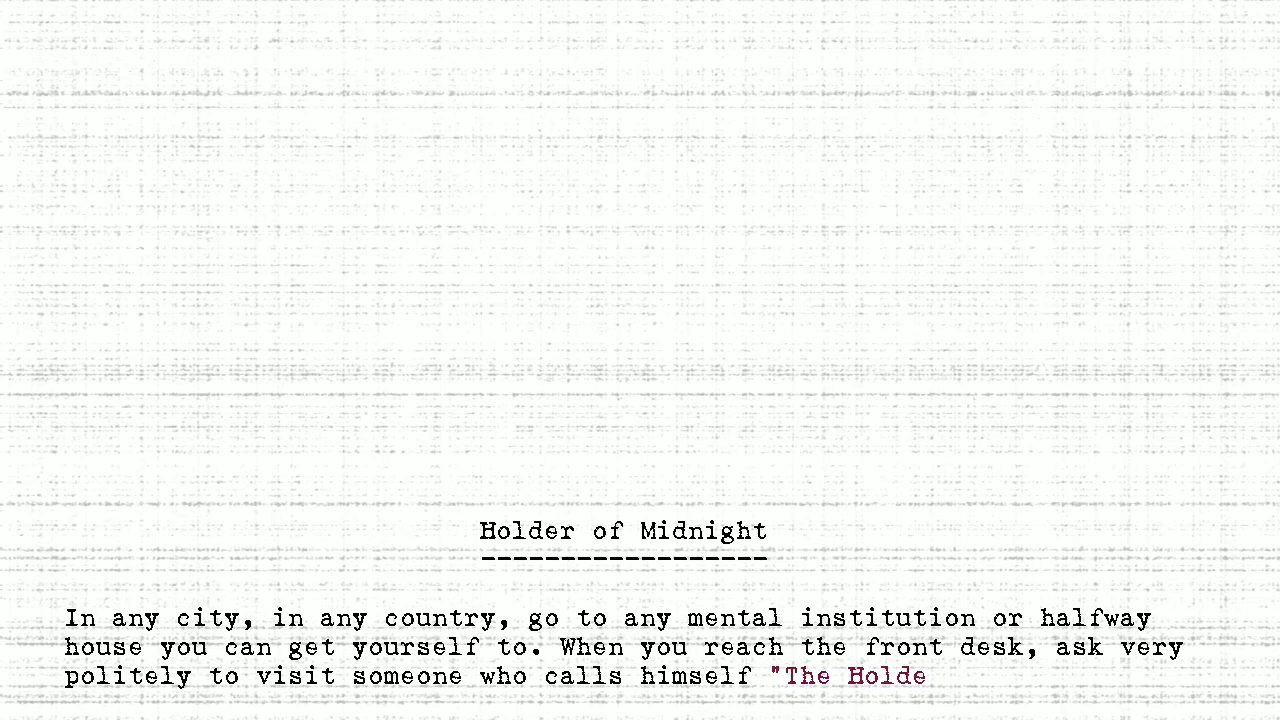 Holder of Midnight
------------------
In any city, in any country, go to any mental institution or halfway
house you can get yourself to. When you reach the front desk, ask very
politely to visit someone who calls himself "The Holde